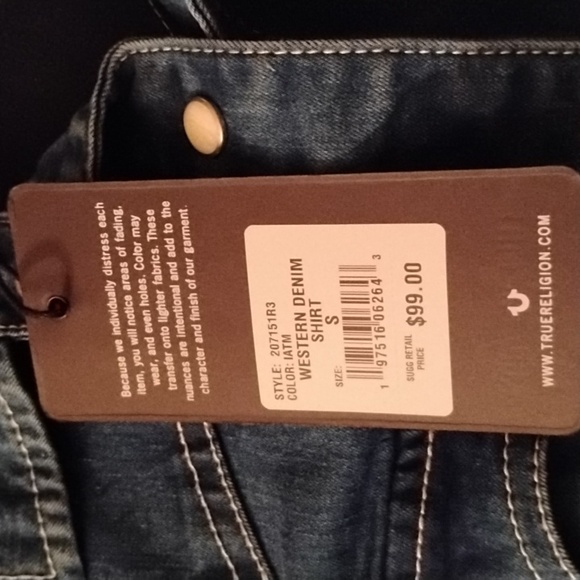 Because we individually distress each
item, you will notice areas of fading,
wear, and even holes. Color may
transfer onto lighter fabrics. These
nuances are intentional and add to the
character and finish of our garment.
STYLE: 207151R3
COLOR: IATM
WESTERN DENIM
SHIRT
SIZE: S
1 97516 06264 3
SUGG RETAIL
PRICE $99.00
WWW.TRUERELIGION.COM